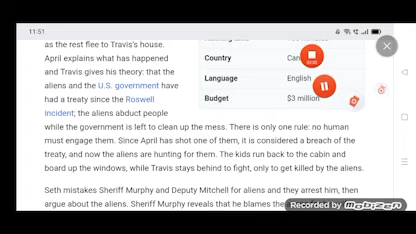 11:51
as the rest flee to Travis's house.
April explains what has happened
and Travis gives his theory: that the
aliens and the U.S. government have
had a treaty since the Roswell
Incident; the aliens abduct people
while the government is left to clean up the mess. There is only one rule: no human
must engage them. Since April has shot one of them, it is considered a breach of the
treaty, and now the aliens are hunting for them. The kids run back to the cabin and
board up the windows, while Travis stays behind to fight, only to get killed by the aliens.
Seth mistakes Sheriff Murphy and Deputy Mitchell for aliens and they arrest him, then
argue about the aliens. Sheriff Murphy reveals that he blames the
Country
Language English
Budget $3 million
Recorded by mobizen